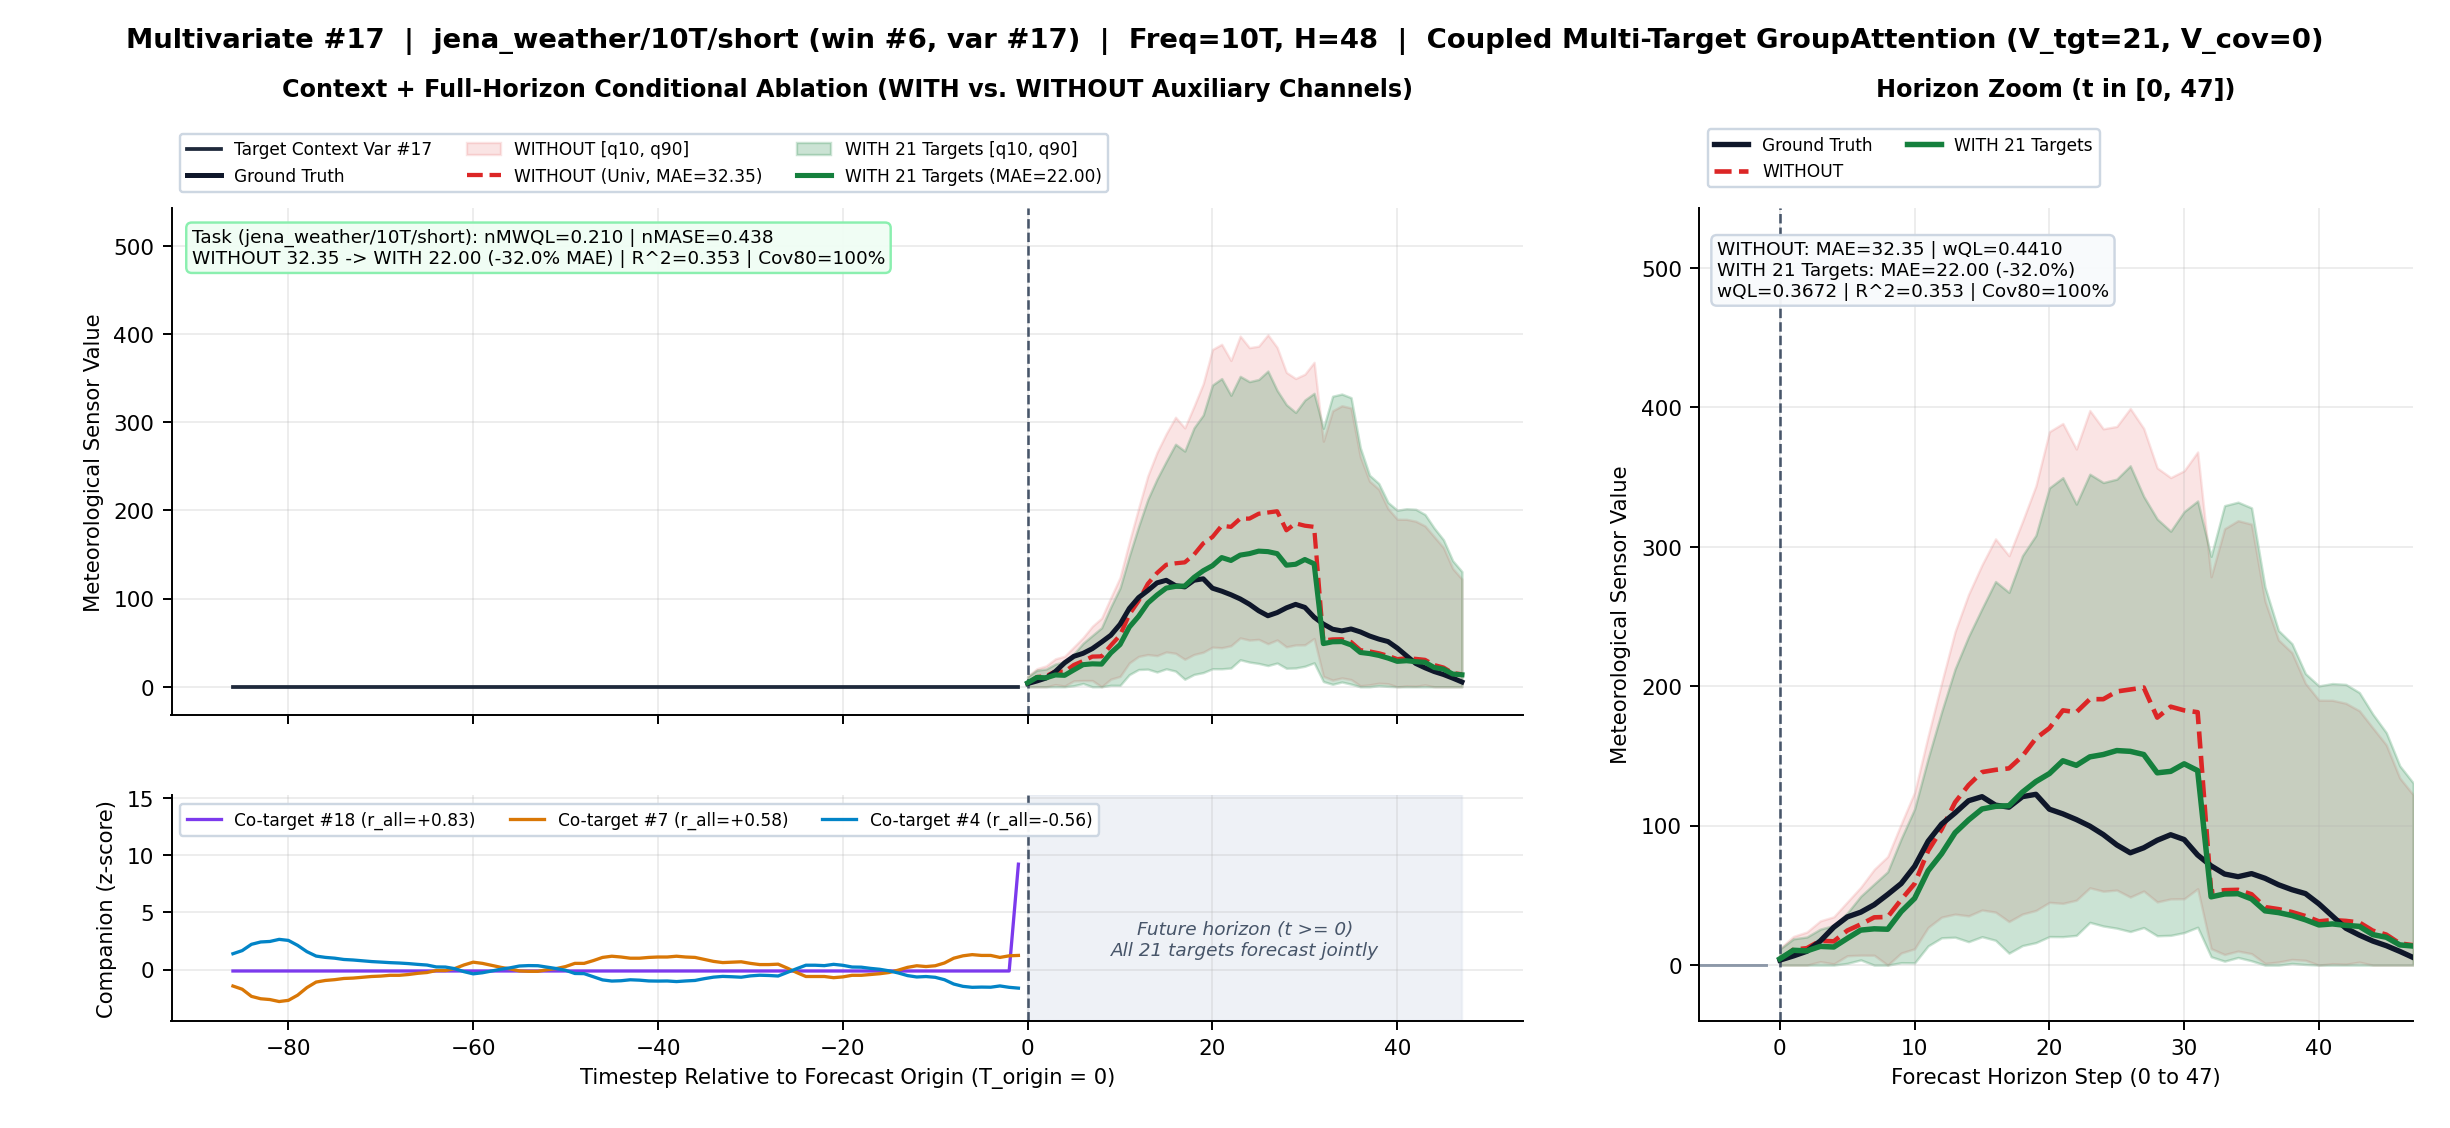 Multivariate #17 | jena_weather/10T/short (win #6, var #17) | Freq=10T, H=48 | Coupled Multi-Target GroupAttention (V_tgt=21, V_cov=0)
Context + Full-Horizon Conditional Ablation (WITH vs. WITHOUT Auxiliary Channels)
Target Context Var #17
Ground Truth
WITHOUT [q10, q90]
WITHOUT (Univ, MAE=32.35)
WITH 21 Targets [q10, q90]
WITH 21 Targets (MAE=22.00)
Task (jena_weather/10T/short): nMWQL=0.210 | nMASE=0.438
WITHOUT 32.35 -> WITH 22.00 (-32.0% MAE) | R^2=0.353 | Cov80=100%
Meteorological Sensor Value
500
400
300
200
100
0
Companion (z-score)
15
10
5
0
Co-target #18 (r_all=+0.83)
Co-target #7 (r_all=+0.58)
Co-target #4 (r_all=-0.56)
Future horizon (t >= 0)
All 21 targets forecast jointly
−80
−60
−40
−20
0
20
40
Timestep Relative to Forecast Origin (T_origin = 0)
Horizon Zoom (t in [0, 47])
Ground Truth
WITHOUT
WITH 21 Targets
WITHOUT: MAE=32.35 | wQL=0.4410
WITH 21 Targets: MAE=22.00 (-32.0%)
wQL=0.3672 | R^2=0.353 | Cov80=100%
Meteorological Sensor Value
500
400
300
200
100
0
0
10
20
30
40
Forecast Horizon Step (0 to 47)